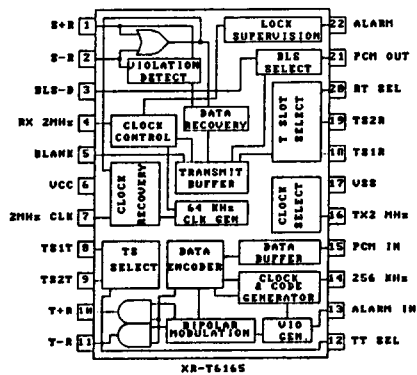 S+R 1
S-R 2
BLS-B 3
RX 2MHz 4
BLANK 5
VCC 6
2MHz CLK 7
TS1T 8
TS2T 9
T+R 10
T-R 11
22 ALARM
21 PCM OUT
20 RT SEL
19 TS2R
18 TS1R
17 VSS
16 TX2 MHz
15 PCM IN
14 256 KHz
13 ALARM IN
12 TT SEL
LOCK
SUPERVISION
VIOLATION
DETECT
BLS
SELECT
DATA
RECOVERY
T SLOT
SELECT
CLOCK
CONTROL
TRANSMIT
BUFFER
CLOCK
RECOVERY
64 KHz
CLK GEM
CLOCK
SELECT
TS
SELECT
DATA
ENCODER
DATA
BUFFER
CLOCK
& CODE
GENERATOR
BIPOLAR
MODULATION
VIO
GEN.
XR-T6165